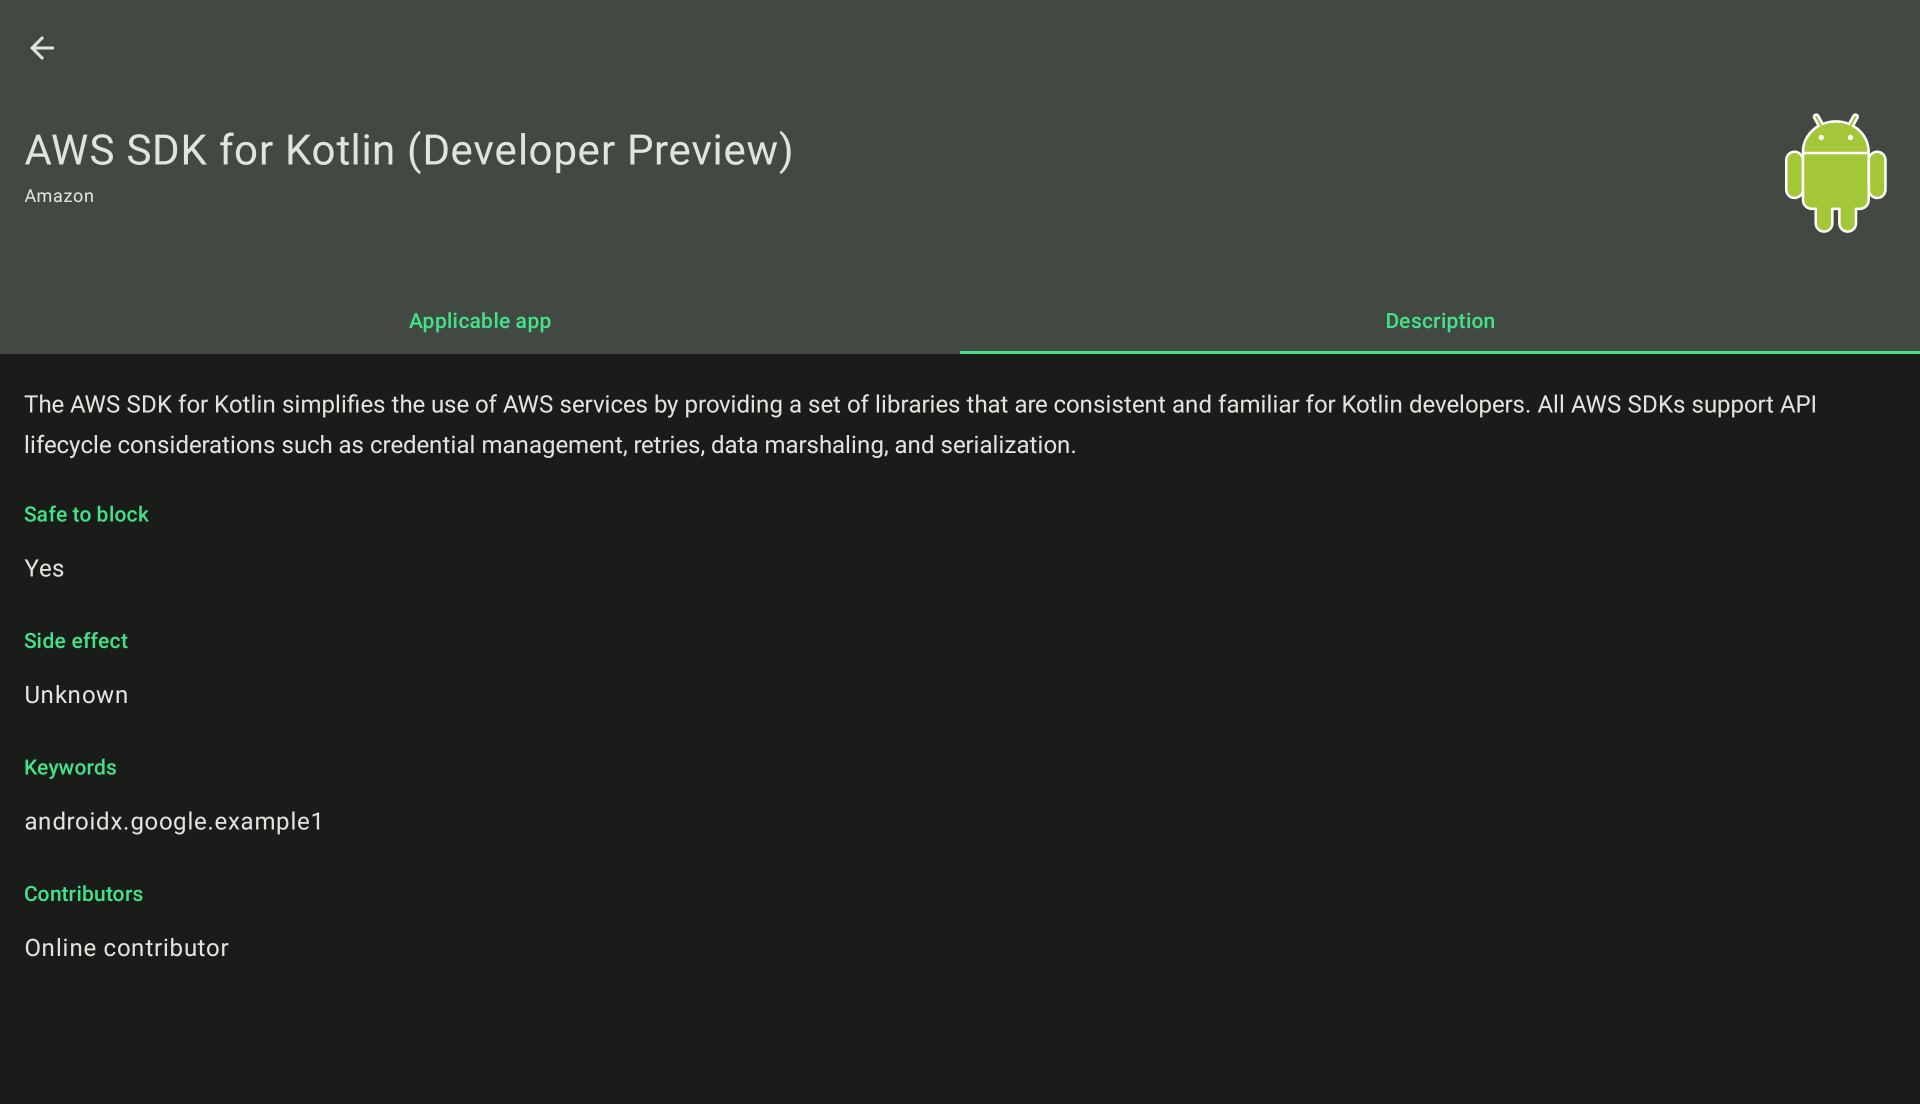 AWS SDK for Kotlin (Developer Preview)
Amazon
Applicable app
Description
The AWS SDK for Kotlin simplifies the use of AWS services by providing a set of libraries that are consistent and familiar for Kotlin developers. All AWS SDKs support API
lifecycle considerations such as credential management, retries, data marshaling, and serialization.
Safe to block
Yes
Side effect
Unknown
Keywords
androidx.google.example1
Contributors
Online contributor